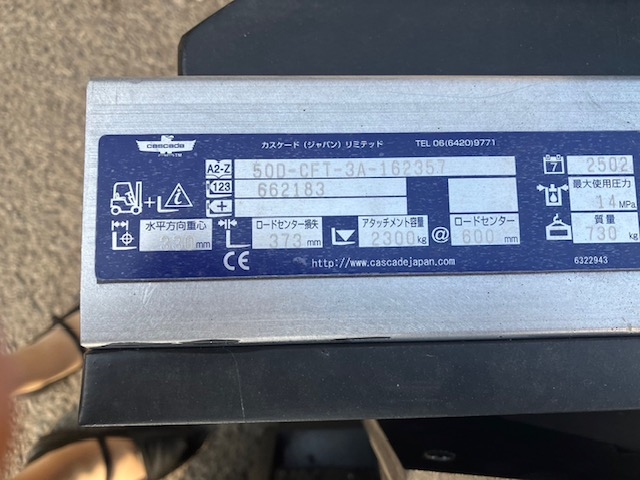 cascade
TM
カスケード (ジャパン) リミテッド TEL 06(6420)9771
A2-Z 50D-CFT-3A-162357
7 2502
123 662183
最大使用圧力 14 MPa
水平方向重心 mm
ロードセンター損失 373 mm
アタッチメント容量 2300 kg
@
ロードセンター 600 mm
質量 730 kg
CE
http://www.cascadejapan.com
6322943